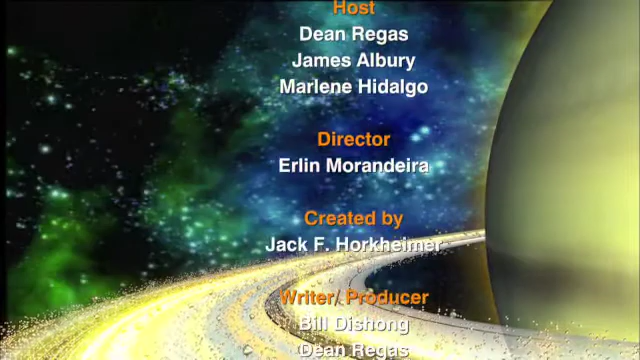 Host
Dean Regas
James Albury
Marlene Hidalgo
Director
Erlin Morandeira
Created by
Jack F. Horkheimer
Writer/ Producer
Bill Dishong
Dean Regas